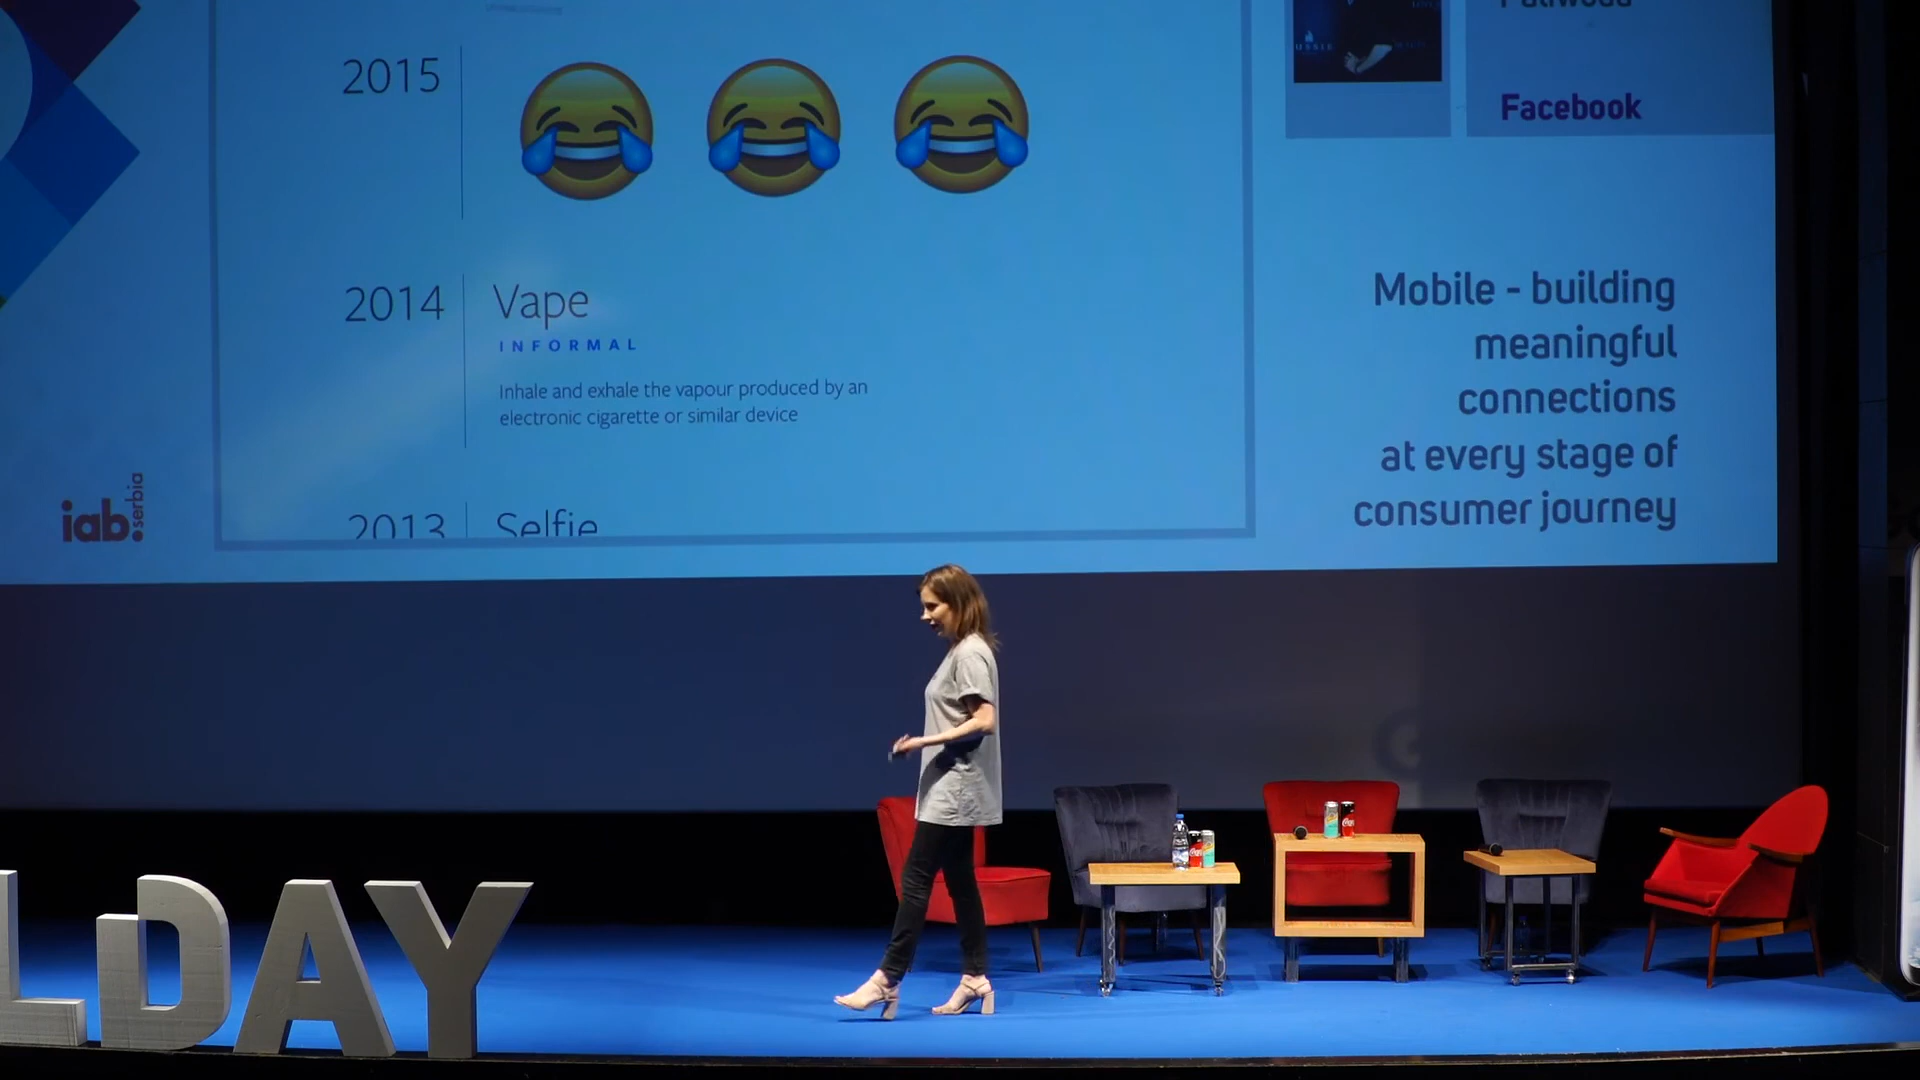 2015
2014
Vape
INFORMAL
Inhale and exhale the vapour produced by an
electronic cigarette or similar device
2013
Selfie
Facebook
Mobile - building
meaningful
connections
at every stage of
consumer journey
iab.
serbia
L DAY